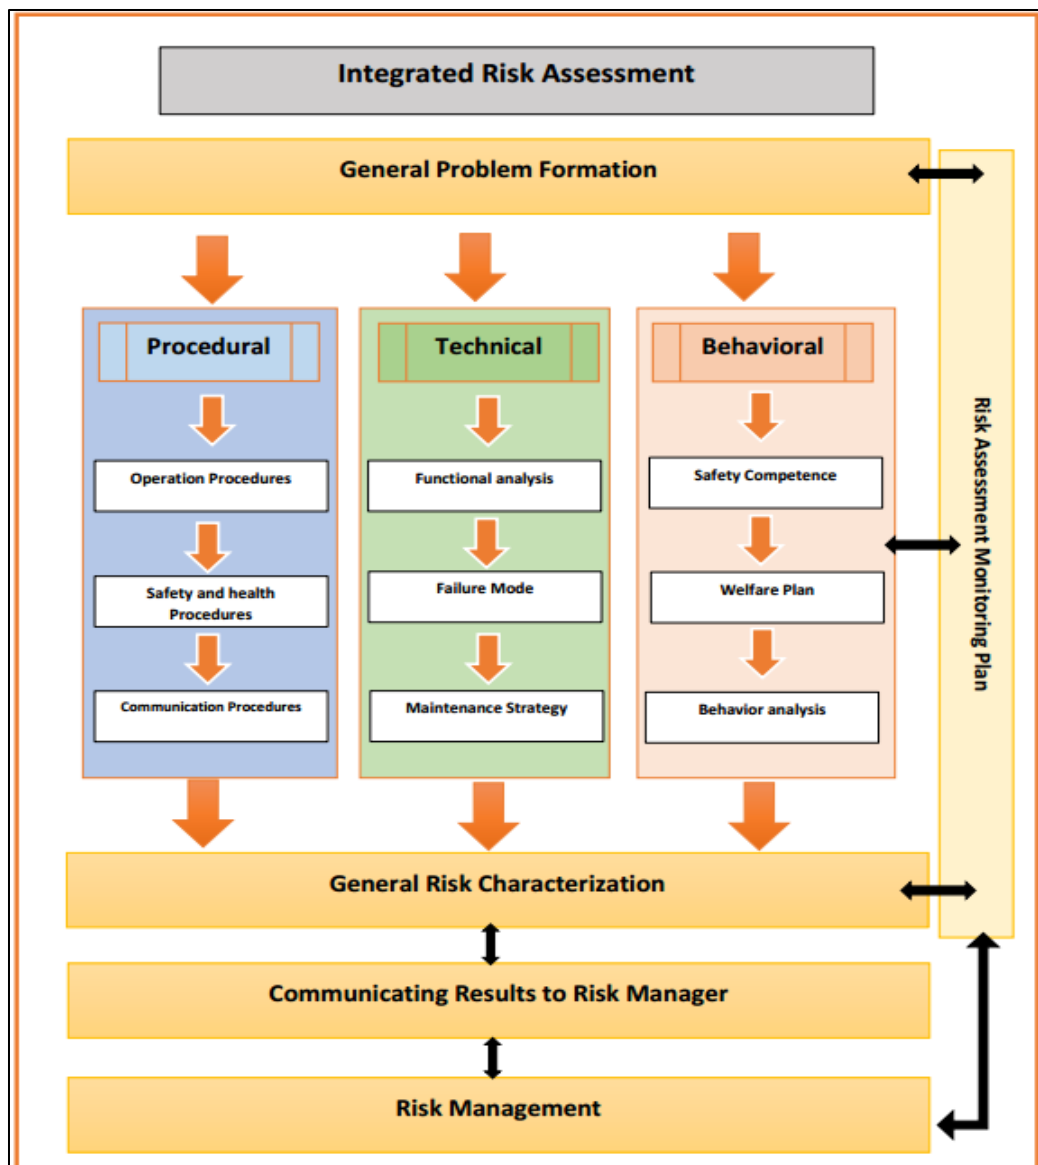 Integrated Risk Assessment
General Problem Formation
Procedural
Technical
Behavioral
Operation Procedures
Functional analysis
Safety Competence
Safety and health
Procedures
Failure Mode
Welfare Plan
Communication Procedures
Maintenance Strategy
Behavior analysis
Risk Assessment Monitoring Plan
General Risk Characterization
Communicating Results to Risk Manager
Risk Management